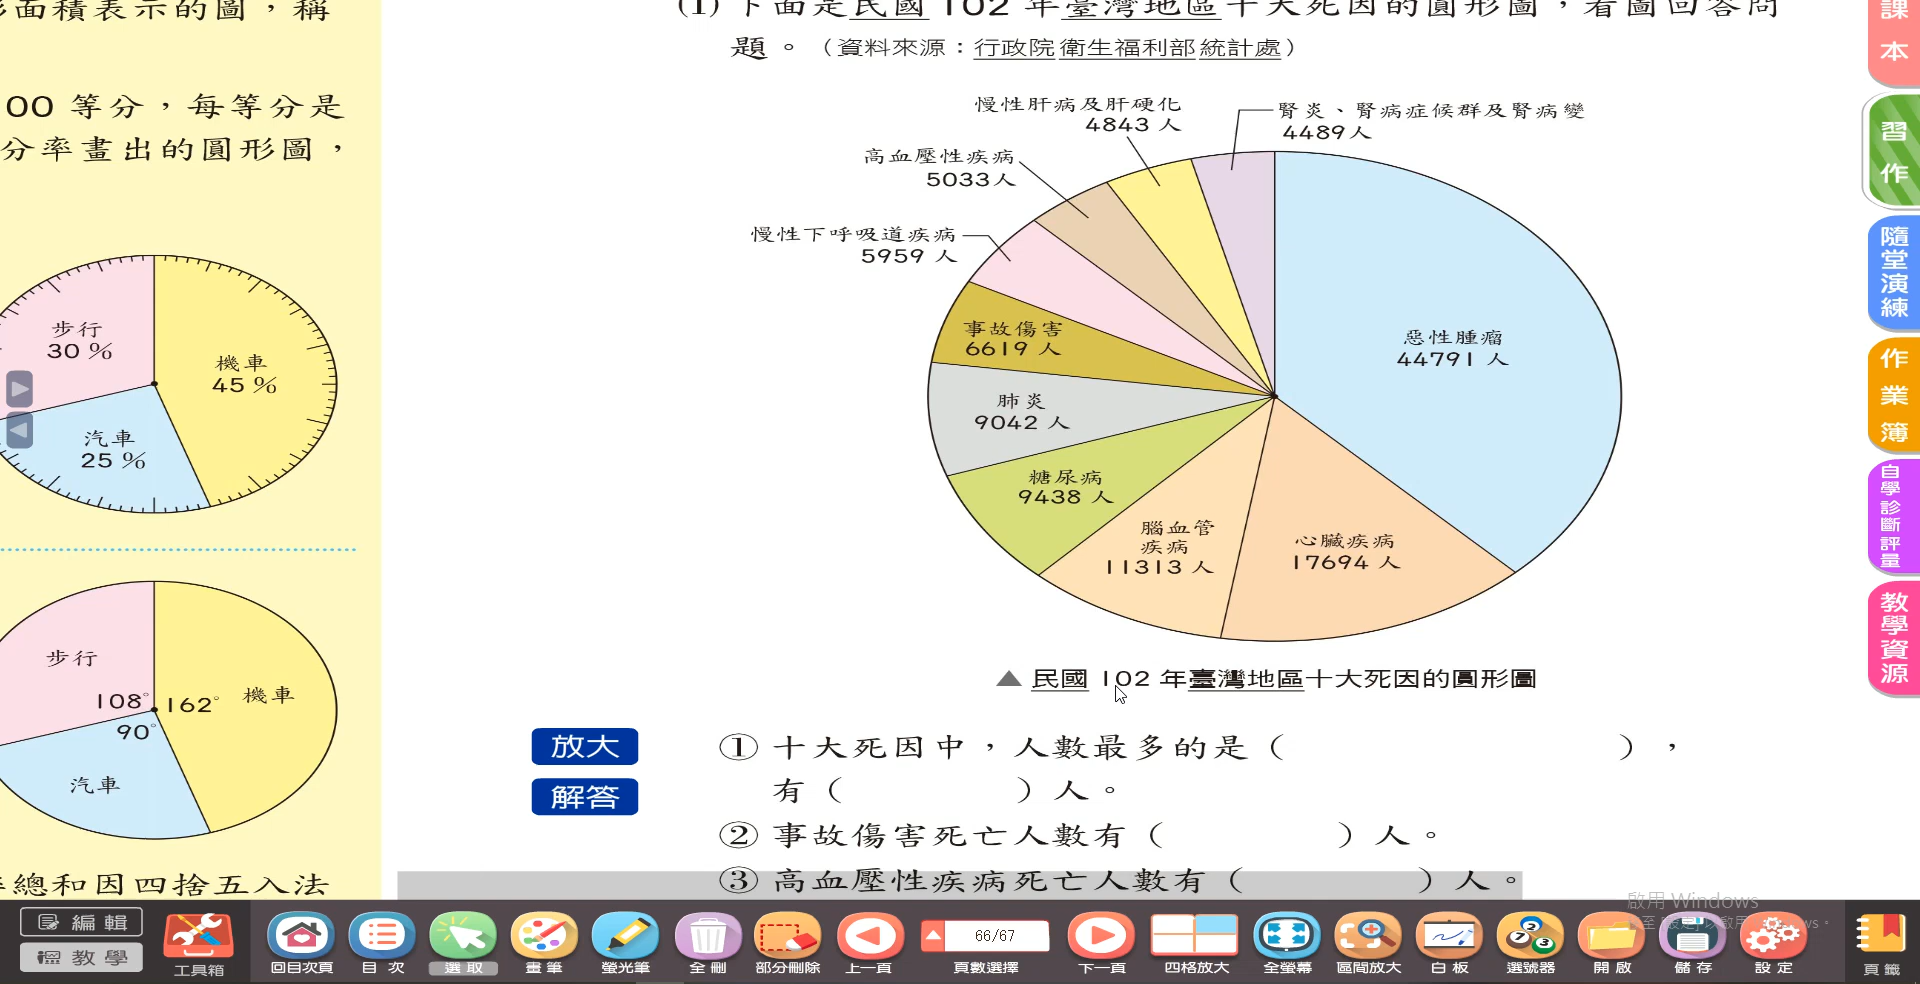 形面積表示的圖，稱
00 等分，每等分是
分率畫出的圓形圖，
步行
30 %
機車
45 %
汽車
25 %
步行
108°
162°
機車
90°
汽車
總和因四捨五入法
(1) 下面是民國 102 年臺灣地區十大死因的圓形圖，看圖回答問
題。（資料來源：行政院衛生福利部統計處）
慢性肝病及肝硬化
4843 人
腎炎、腎病症候群及腎病變
4489人
高血壓性疾病
5033人
慢性下呼吸道疾病
5959 人
事故傷害
6619 人
惡性腫瘤
44791 人
肺炎
9042 人
糖尿病
9438 人
腦血管
疾病
11313 人
心臟疾病
17694 人
▲ 民國 102 年臺灣地區十大死因的圓形圖
放大
解答
① 十大死因中，人數最多的是（　　　　　　　　），
有（　　　　）人。
② 事故傷害死亡人數有（　　　　）人。
③ 高血壓性疾病死亡人數有（　　　　）人。
課本
習作
隨堂演練
作業簿
自學診斷評量
教學資源
啟用 Windows
編輯
教學
工具箱
回目次頁
目次
選取
畫筆
螢光筆
全刪
部分刪除
上一頁
66/67
頁數選擇
下一頁
四格放大
全螢幕
區間放大
白板
1 2 3
選號器
開啟
儲存
設定
頁籤